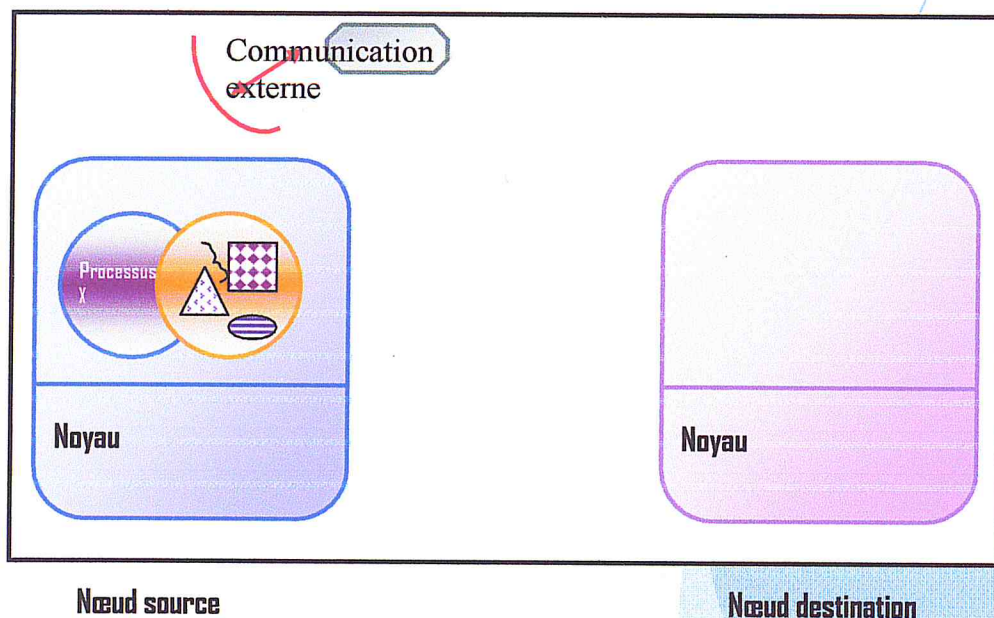 Communication
externe
Processus
X
Noyau
Noyau
Nœud source
Nœud destination